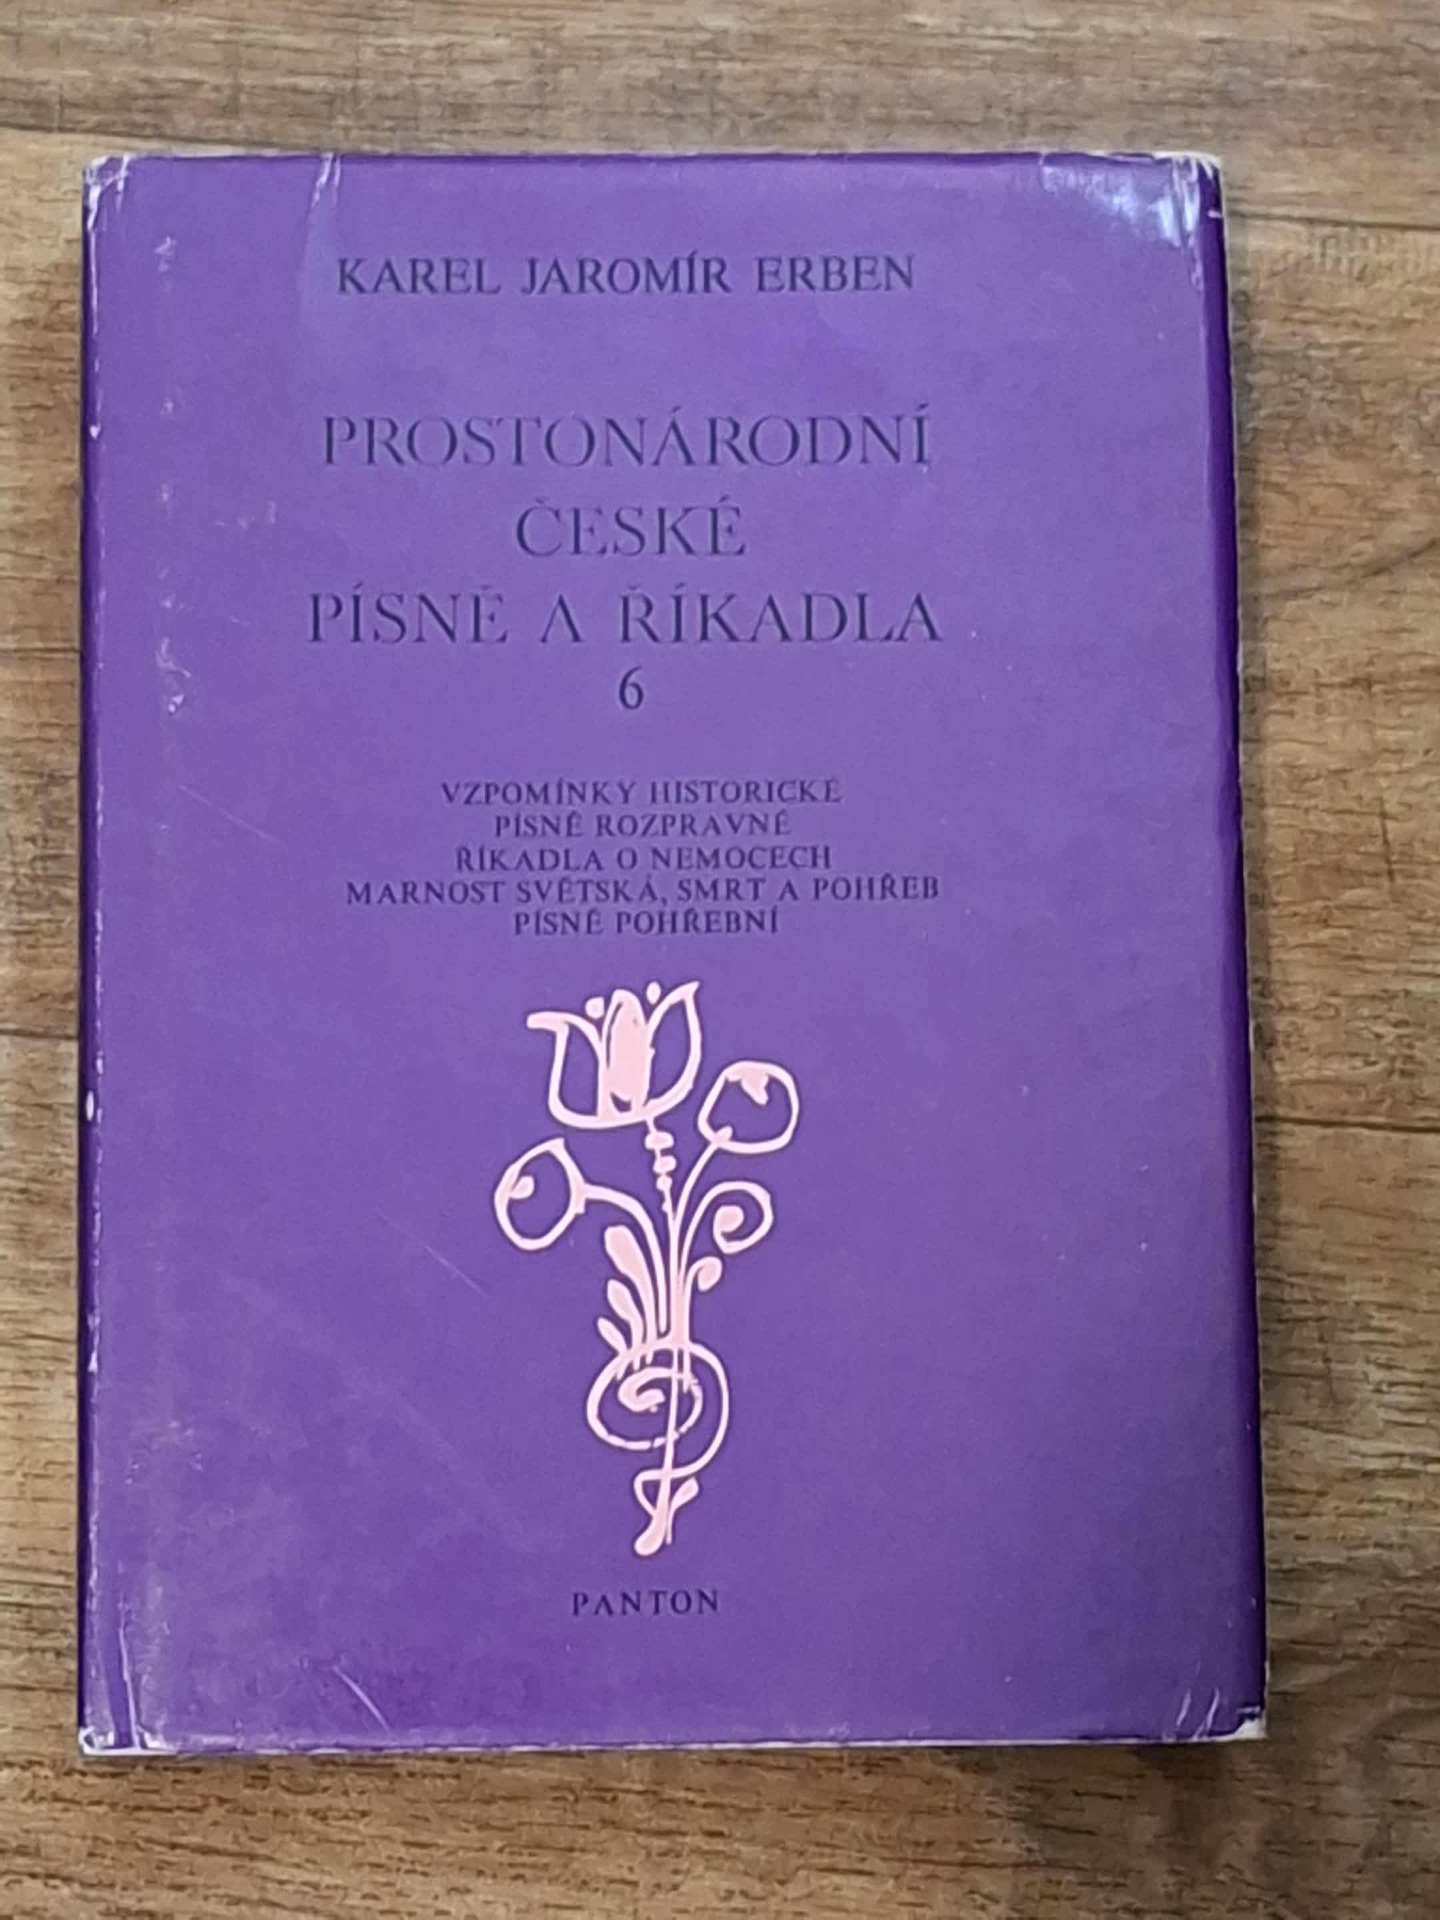 KAREL JAROMÍR ERBEN
PROSTONÁRODNÍ
ČESKÉ
PÍSNĚ A ŘÍKADLA
6
VZPOMÍNKY HISTORICKÉ
PÍSNĚ ROZPRAVNÉ
ŘÍKADLA O NEMOCECH
MARNOST SVĚTSKÁ, SMRT A POHŘEB
PÍSNĚ POHŘEBNÍ
PANTON